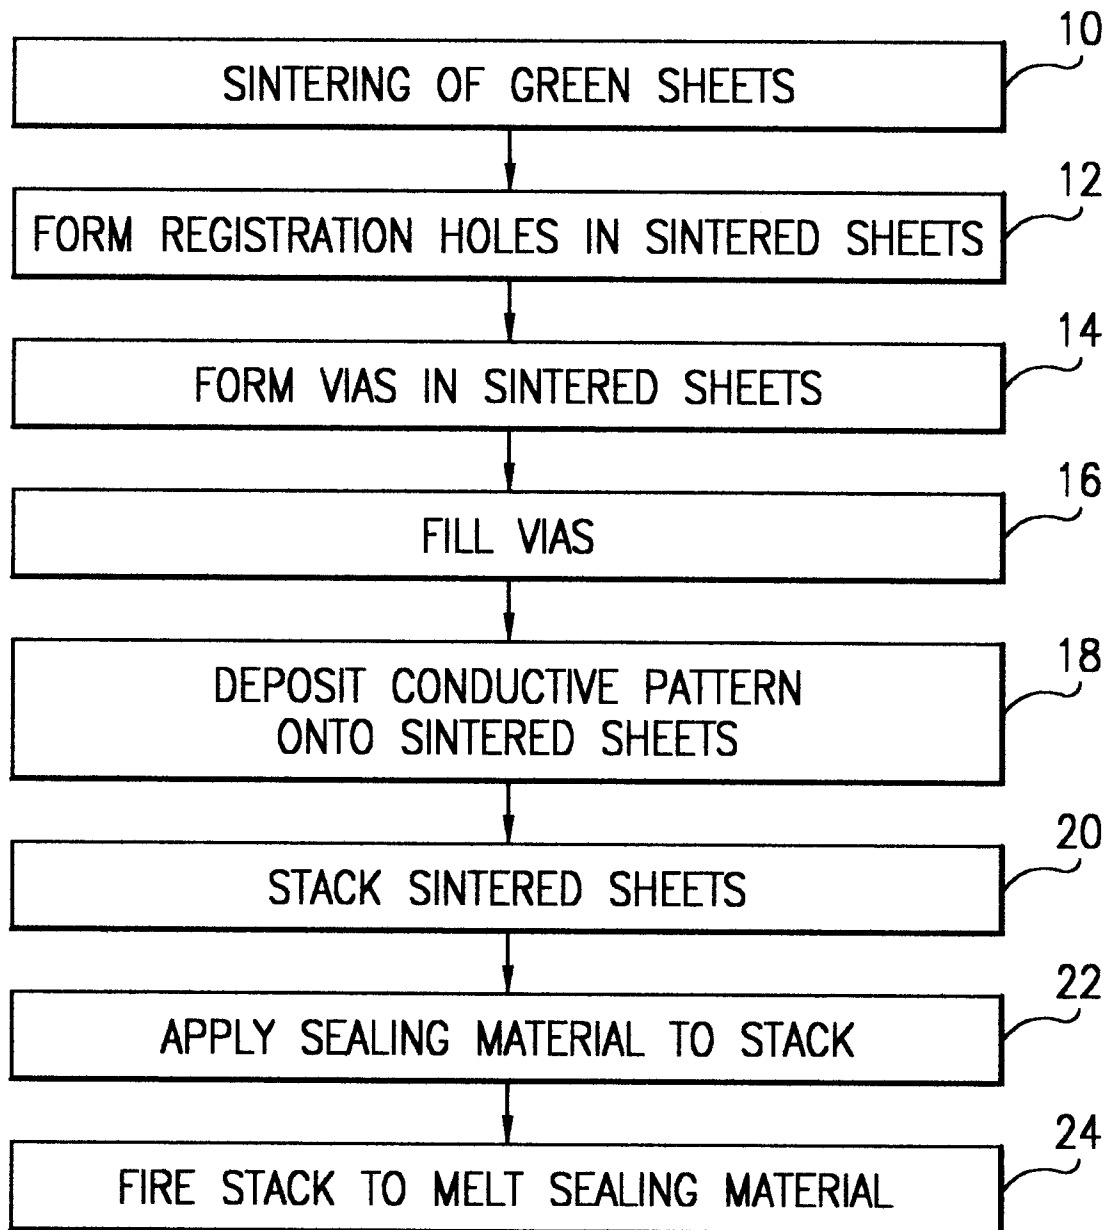 10
SINTERING OF GREEN SHEETS
12
FORM REGISTRATION HOLES IN SINTERED SHEETS
14
FORM VIAS IN SINTERED SHEETS
16
FILL VIAS
18
DEPOSIT CONDUCTIVE PATTERN
ONTO SINTERED SHEETS
20
STACK SINTERED SHEETS
22
APPLY SEALING MATERIAL TO STACK
24
FIRE STACK TO MELT SEALING MATERIAL